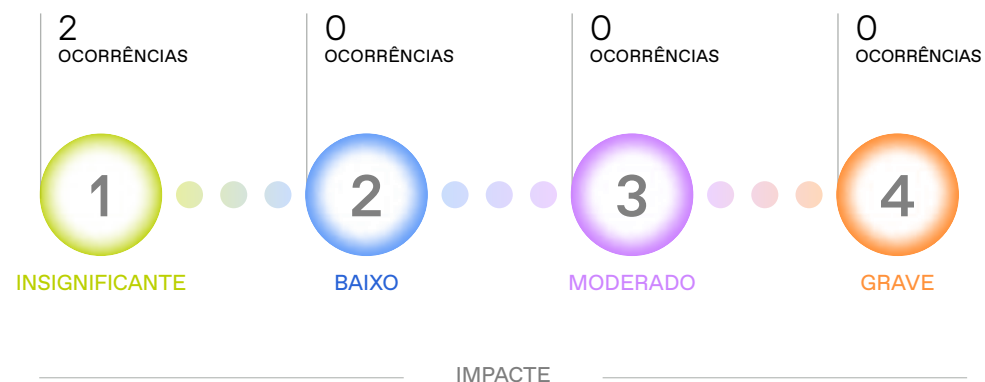 2
OCORRÊNCIAS
0
OCORRÊNCIAS
0
OCORRÊNCIAS
0
OCORRÊNCIAS
1
2
3
4
INSIGNIFICANTE
BAIXO
MODERADO
GRAVE
IMPACTE